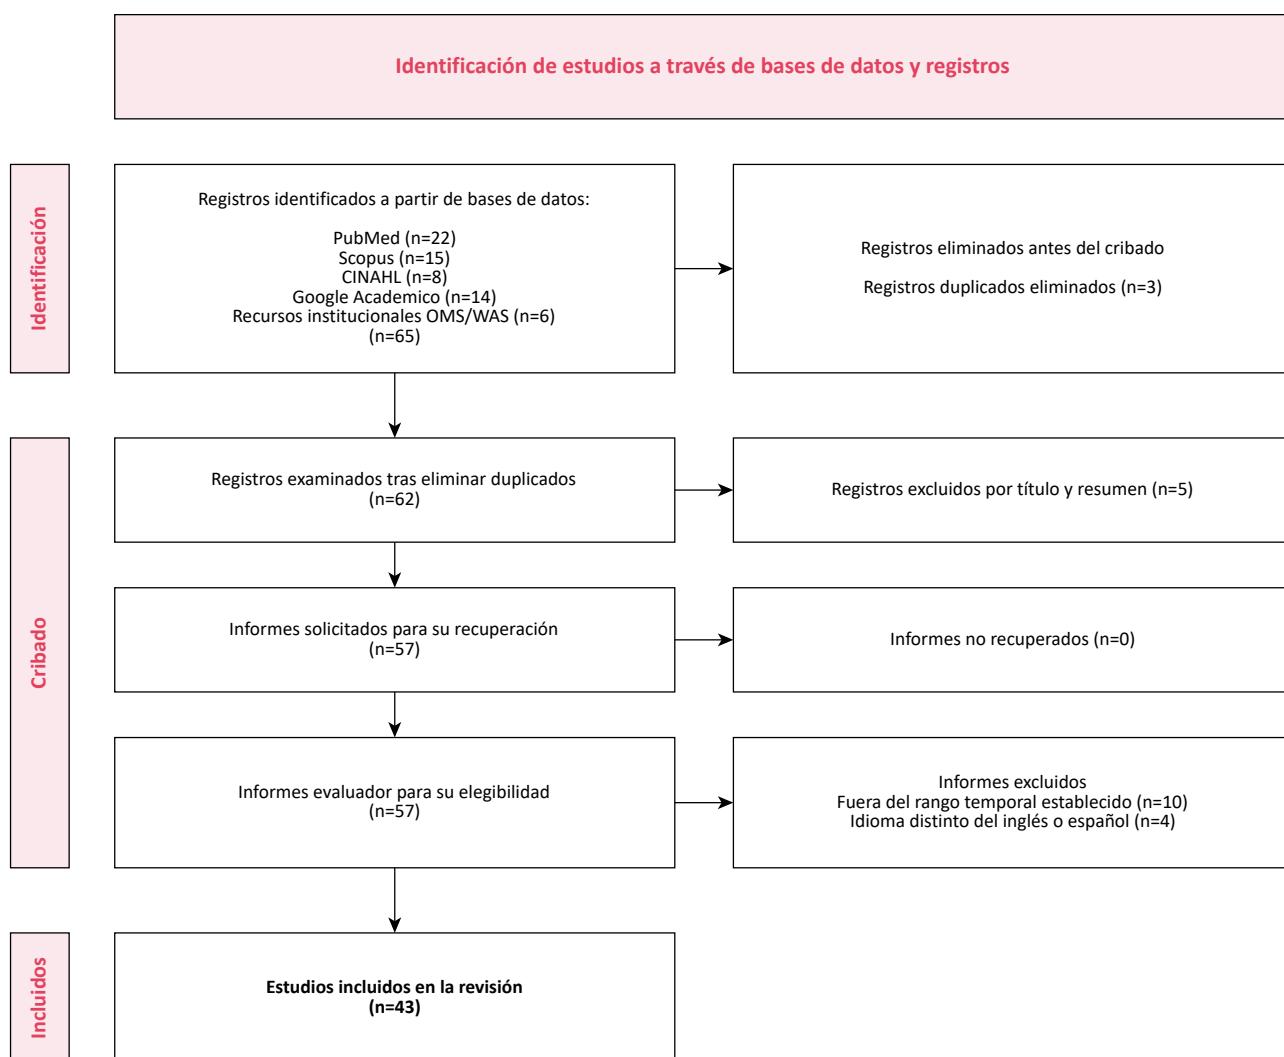 Identificación de estudios a través de bases de datos y registros
Identificación
Registros identificados a partir de bases de datos:
PubMed (n=22)
Scopus (n=15)
CINAHL (n=8)
Google Academico (n=14)
Recursos institucionales OMS/WAS (n=6)
(n=65)
Registros eliminados antes del cribado
Registros duplicados eliminados (n=3)
Cribado
Registros examinados tras eliminar duplicados
(n=62)
Registros excluidos por título y resumen (n=5)
Informes solicitados para su recuperación
(n=57)
Informes no recuperados (n=0)
Informes evaluador para su elegibilidad
(n=57)
Informes excluidos
Fuera del rango temporal establecido (n=10)
Idioma distinto del inglés o español (n=4)
Incluidos
Estudios incluidos en la revisión
(n=43)